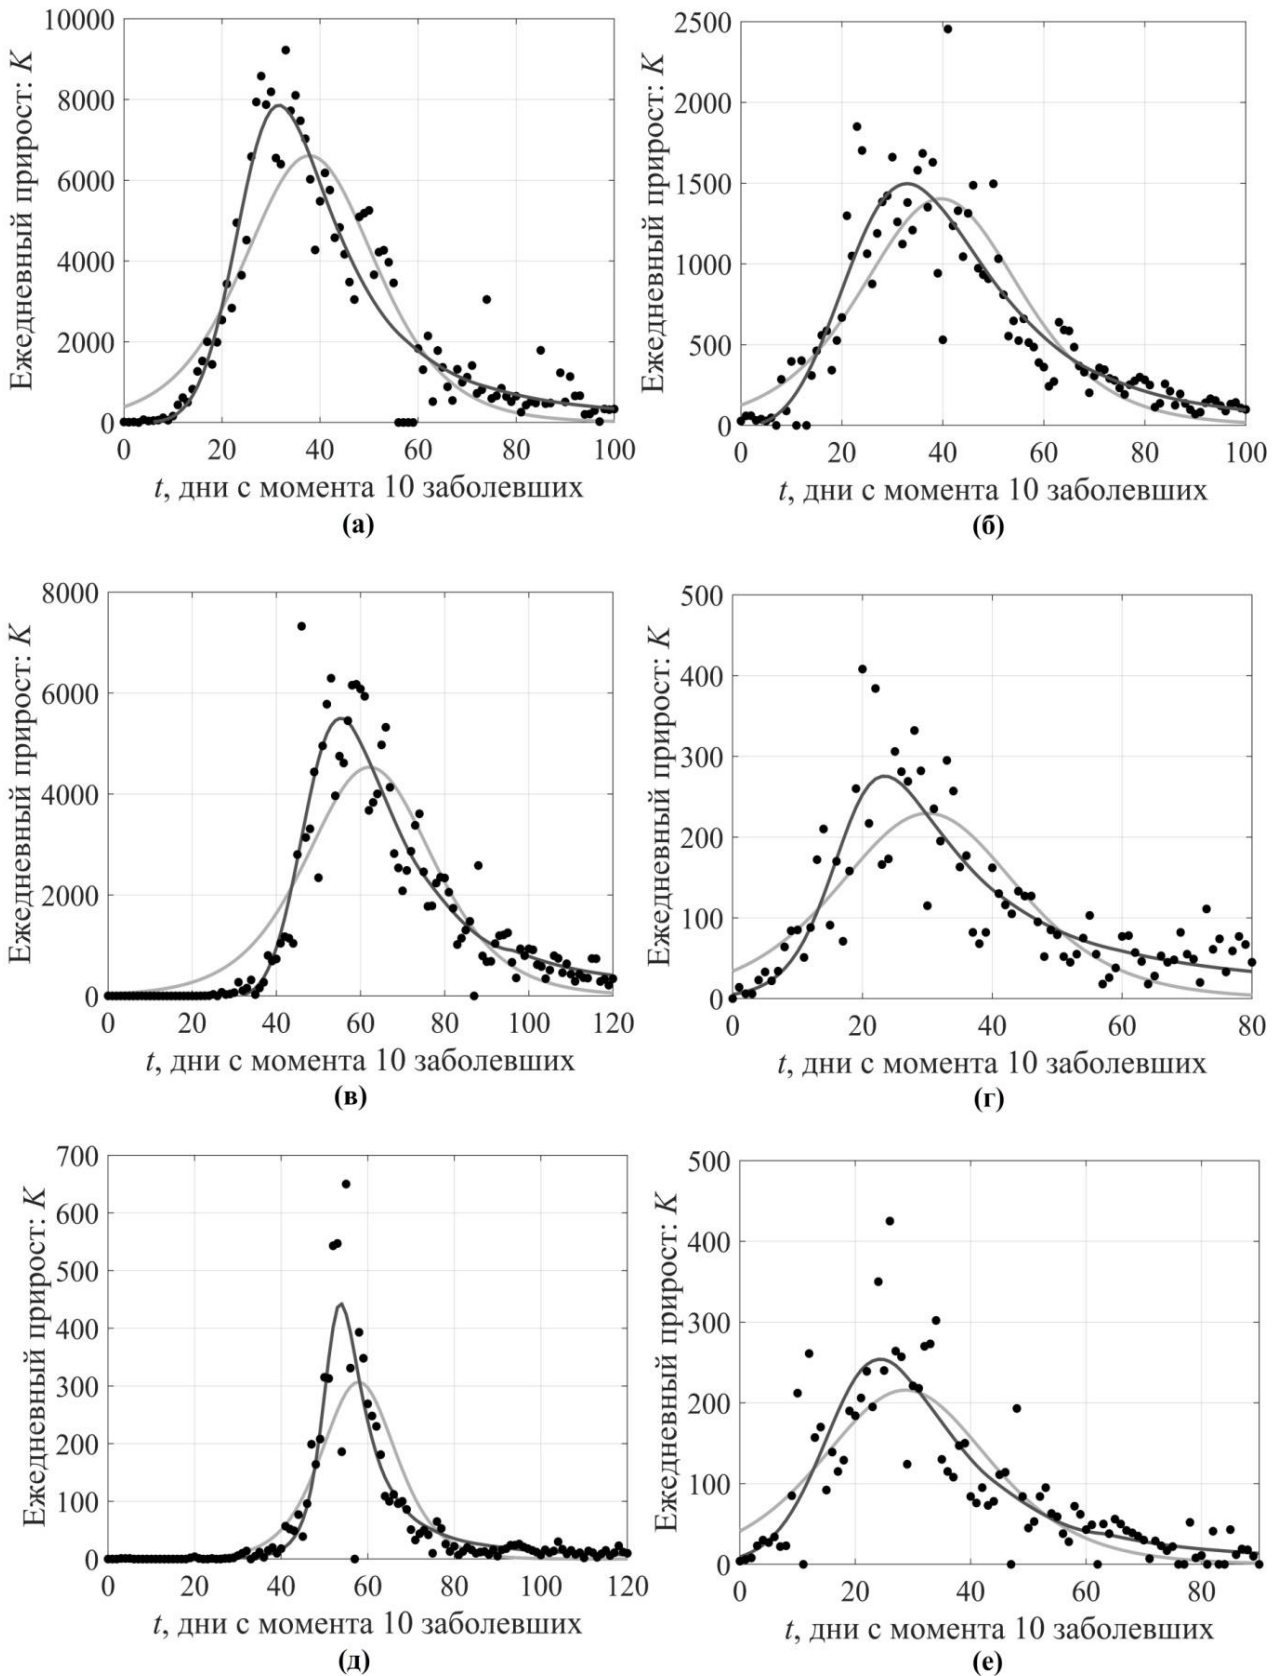 10000
8000
6000
4000
2000
0
Ежедневный прирост: K
0 20 40 60 80 100
t, дни с момента 10 заболевших
(а)
2500
2000
1500
1000
500
0
Ежедневный прирост: K
0 20 40 60 80 100
t, дни с момента 10 заболевших
(б)
8000
6000
4000
2000
0
Ежедневный прирост: K
0 20 40 60 80 100 120
t, дни с момента 10 заболевших
(в)
500
400
300
200
100
0
Ежедневный прирост: K
0 20 40 60 80
t, дни с момента 10 заболевших
(г)
700
600
500
400
300
200
100
0
Ежедневный прирост: K
0 20 40 60 80 100 120
t, дни с момента 10 заболевших
(д)
500
400
300
200
100
0
Ежедневный прирост: K
0 20 40 60 80
t, дни с момента 10 заболевших
(е)